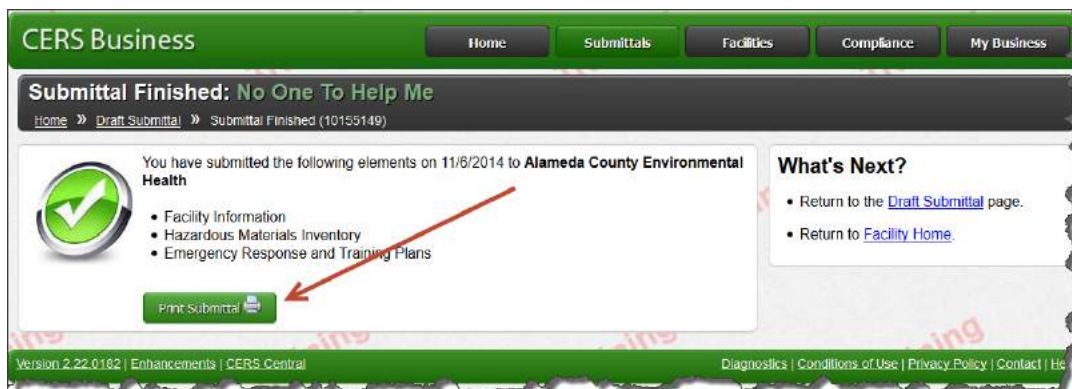 CERS Business
Home
Submittals
Facilities
Compliance
My Business
Submittal Finished: No One To Help Me
Home » Draft Submittal » Submittal Finished (10155149)
You have submitted the following elements on 11/6/2014 to Alameda County Environmental
Health
• Facility Information
• Hazardous Materials Inventory
• Emergency Response and Training Plans
Print Submittal
What's Next?
• Return to the Draft Submittal page.
• Return to Facility Home.
Version 2.22.0182 | Enhancements | CERS Central
Diagnostics | Conditions of Use | Privacy Policy | Contact |